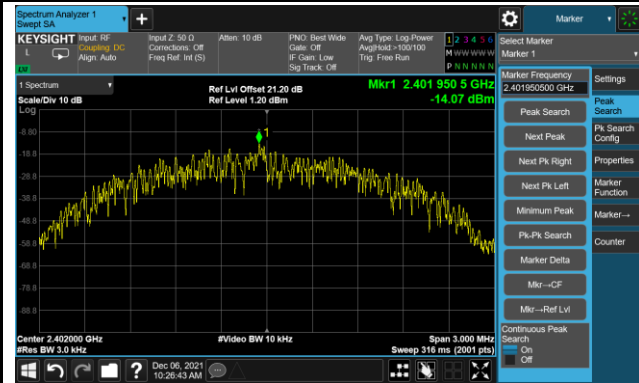 Spectrum Analyzer 1
Swept SA
Marker
KEYSIGHT
L
Input: RF
Coupling: DC
Align: Auto
Input Z: 50 Ω
Corrections: Off
Freq Ref: Int (S)
Atten: 10 dB
PNO: Best Wide
Gate: Off
IF Gain: Low
Sig Track: Off
Avg Type: Log-Power
Avg|Hold:>100/100
Trig: Free Run
1 2 3 4 5 6
M W W W W W
P N N N N N
Select Marker
Marker 1
1 Spectrum
Scale/Div 10 dB
Log
Ref Lvl Offset 21.20 dB
Ref Level 1.20 dBm
Mkr1 2.401 950 5 GHz
-14.07 dBm
1
-8.80
-18.8
-28.8
-38.8
-48.8
-58.8
-68.8
-78.8
-88.8
Center 2.402000 GHz
#Res BW 3.0 kHz
#Video BW 10 kHz
Span 3.000 MHz
Sweep 316 ms (2001 pts)
Marker Frequency
2.401950500 GHz
Peak Search
Next Peak
Next Pk Right
Next Pk Left
Minimum Peak
Pk-Pk Search
Marker Delta
Mkr→CF
Mkr→Ref Lvl
Continuous Peak
Search
On
Off
Settings
Peak
Search
Pk Search
Config
Properties
Marker
Function
Marker→
Counter
?
Dec 06, 2021
10:26:43 AM